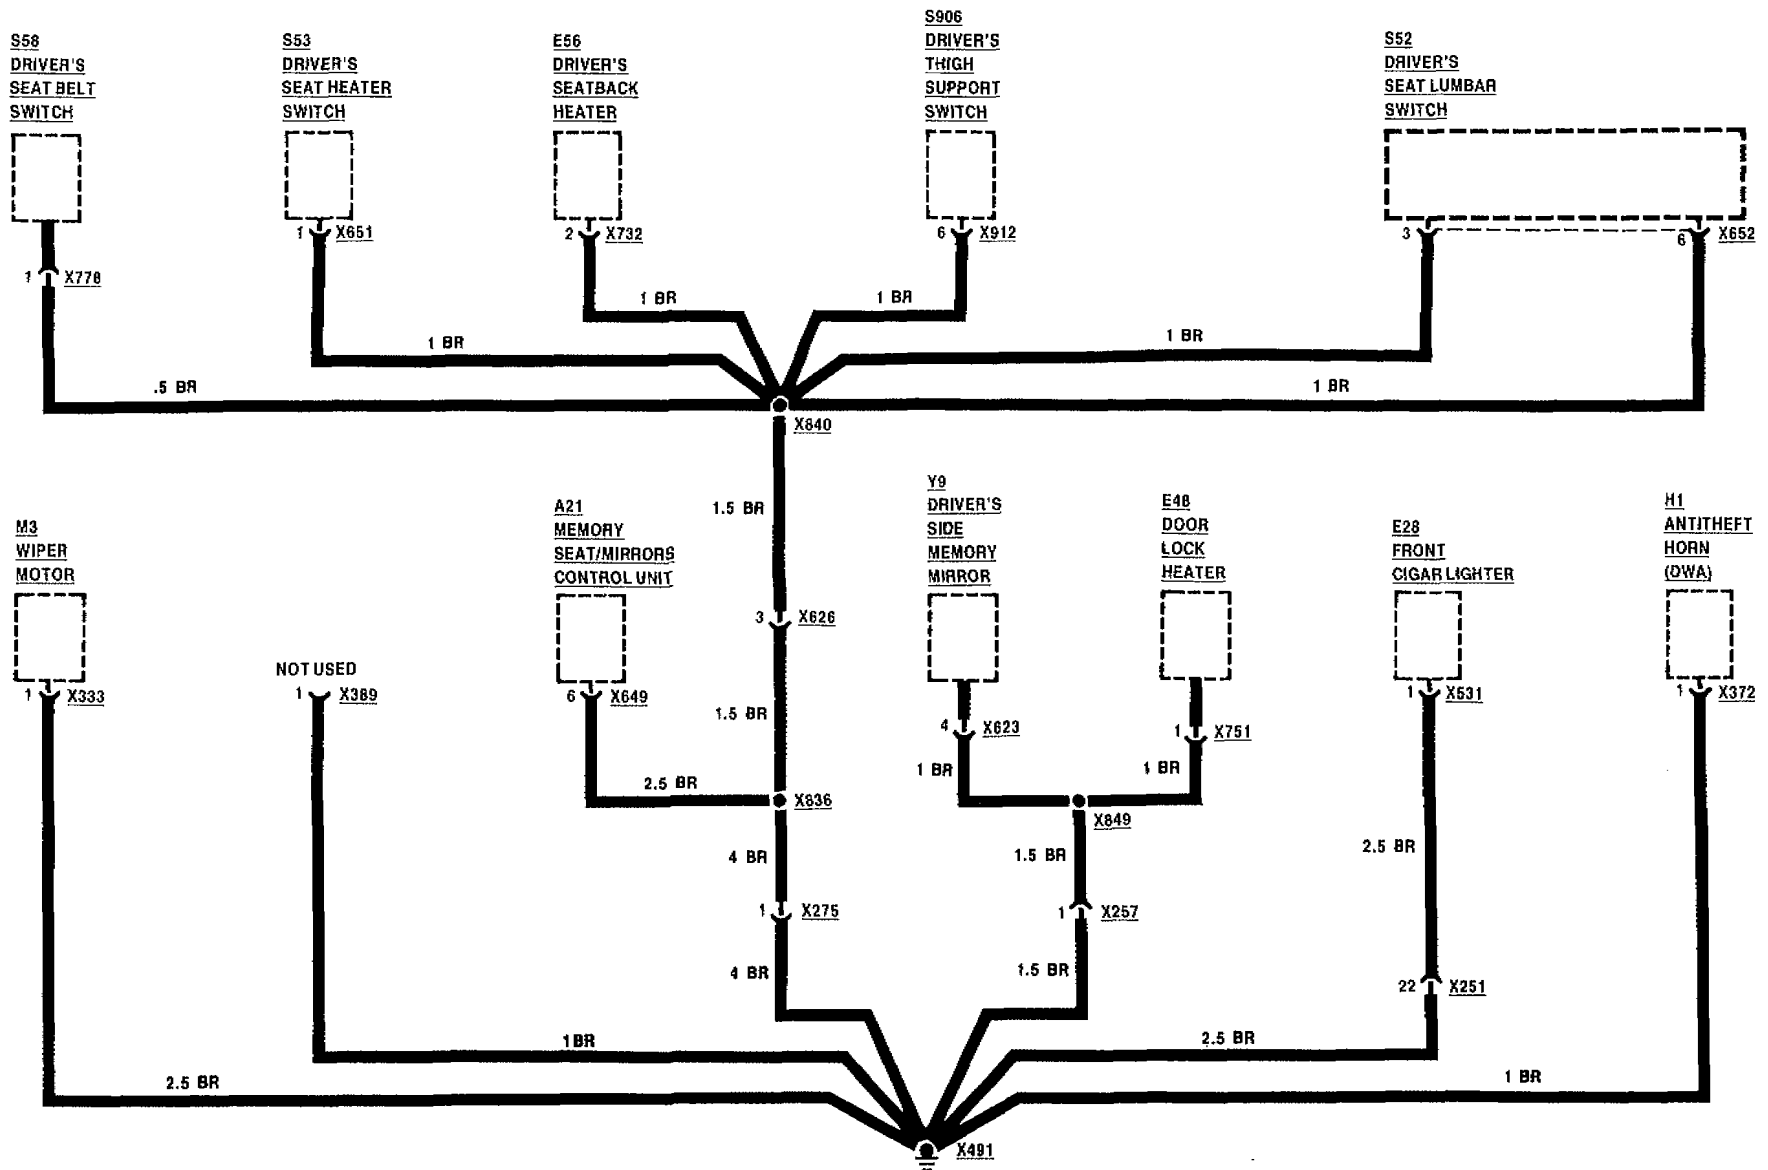 S58
DRIVER'S
SEAT BELT
SWITCH
S53
DRIVER'S
SEAT HEATER
SWITCH
E56
DRIVER'S
SEATBACK
HEATER
S906
DRIVER'S
THIGH
SUPPORT
SWITCH
S52
DRIVER'S
SEAT LUMBAR
SWITCH
1 X778
1 X651
2 X732
6 X912
3
6 X652
1 BR
1 BR
1 BR
1 BR
.5 BR
1 BR
X840
M3
WIPER
MOTOR
A21
MEMORY
SEAT/MIRRORS
CONTROL UNIT
1.5 BR
Y9
DRIVER'S
SIDE
MEMORY
MIRROR
E48
DOOR
LOCK
HEATER
E28
FRONT
CIGAR LIGHTER
H1
ANTITHEFT
HORN
(DWA)
3 X626
NOT USED
1 X333
1 X389
6 X649
1.5 BR
4 X623
1 X751
1 X531
1 X372
2.5 BR
X836
1 BR
1 BR
X849
4 BR
1.5 BR
2.5 BR
1 X275
1 X257
4 BR
1.5 BR
22 X251
1 BR
2.5 BR
2.5 BR
1 BR
X491